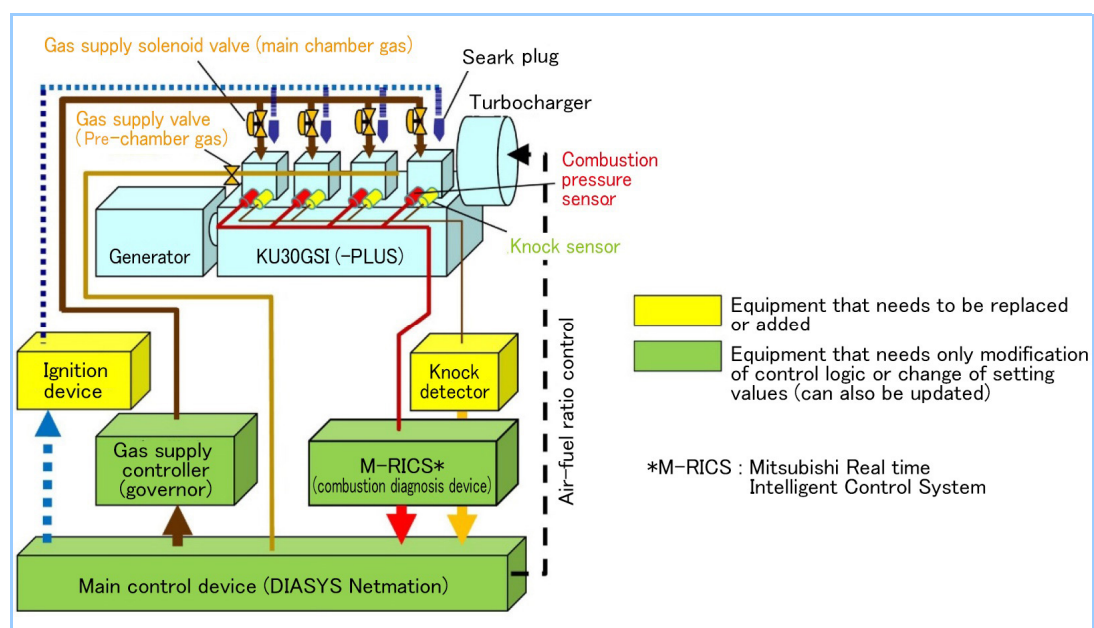 Gas supply solenoid valve (main chamber gas)
Seark plug
Turbocharger
Gas supply valve
(Pre-chamber gas)
Combustion
pressure
sensor
Knock sensor
Generator
KU30GSI (-PLUS)
Equipment that needs to be replaced
or added
Equipment that needs only modification
of control logic or change of setting
values (can also be updated)
Ignition
device
Knock
detector
Air-fuel ratio control
Gas supply
controller
(governor)
M-RICS*
(combustion diagnosis device)
*M-RICS : Mitsubishi Real time
Intelligent Control System
Main control device (DIASYS Netmation)